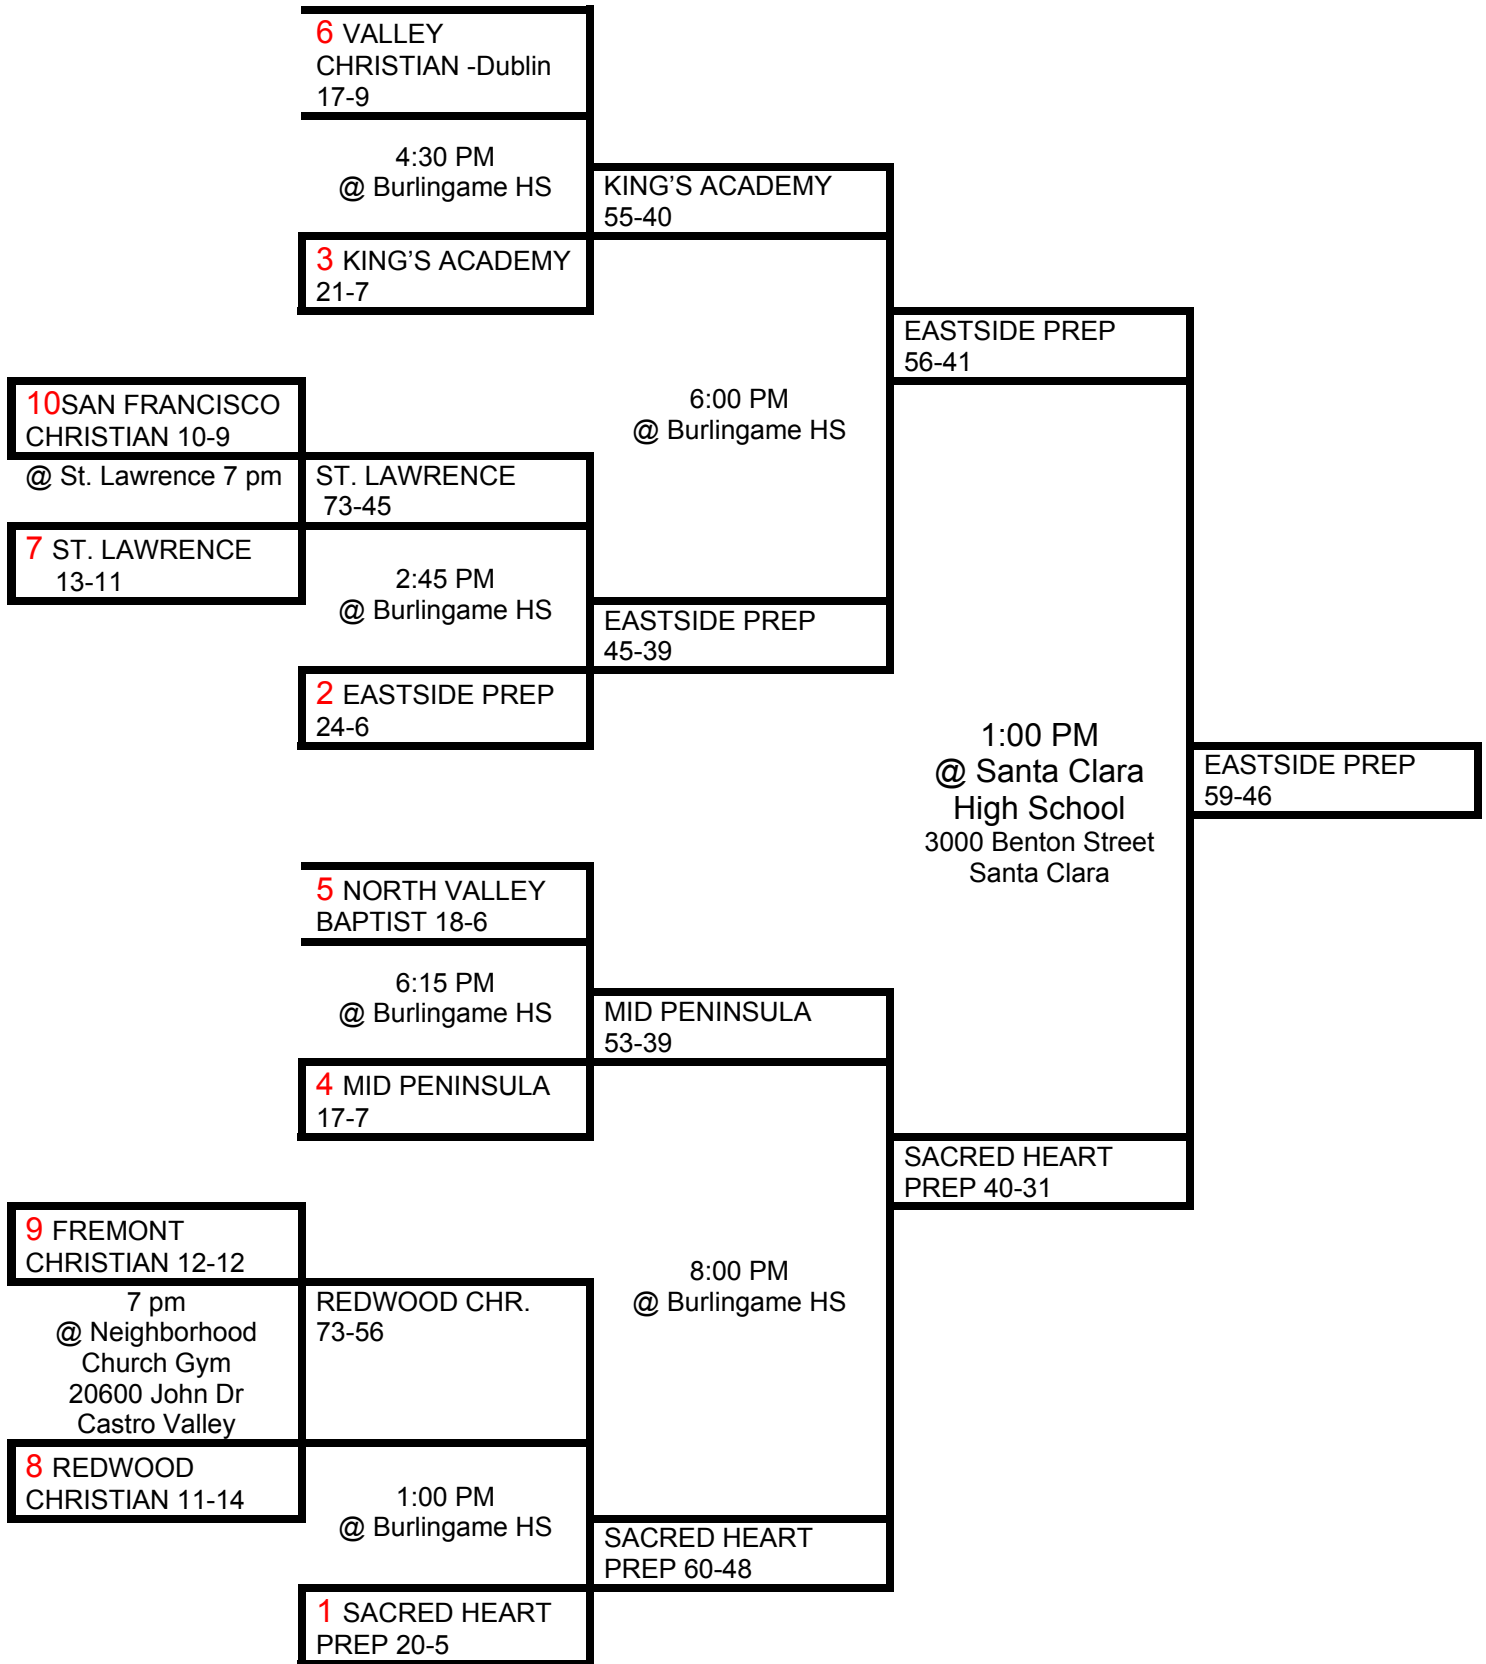 6 VALLEY
CHRISTIAN -Dublin
17-9
4:30 PM
@ Burlingame HS
KING'S ACADEMY
55-40
3 KING'S ACADEMY
21-7
EASTSIDE PREP
56-41
10SAN FRANCISCO
CHRISTIAN 10-9
6:00 PM
@ Burlingame HS
@ St. Lawrence 7 pm
ST. LAWRENCE
73-45
7 ST. LAWRENCE
13-11
2:45 PM
@ Burlingame HS
EASTSIDE PREP
45-39
2 EASTSIDE PREP
24-6
1:00 PM
@ Santa Clara
High School
3000 Benton Street
Santa Clara
EASTSIDE PREP
59-46
5 NORTH VALLEY
BAPTIST 18-6
6:15 PM
@ Burlingame HS
MID PENINSULA
53-39
4 MID PENINSULA
17-7
SACRED HEART
PREP 40-31
9 FREMONT
CHRISTIAN 12-12
8:00 PM
@ Burlingame HS
7 pm
@ Neighborhood
Church Gym
20600 John Dr
Castro Valley
REDWOOD CHR.
73-56
8 REDWOOD
CHRISTIAN 11-14
1:00 PM
@ Burlingame HS
SACRED HEART
PREP 60-48
1 SACRED HEART
PREP 20-5